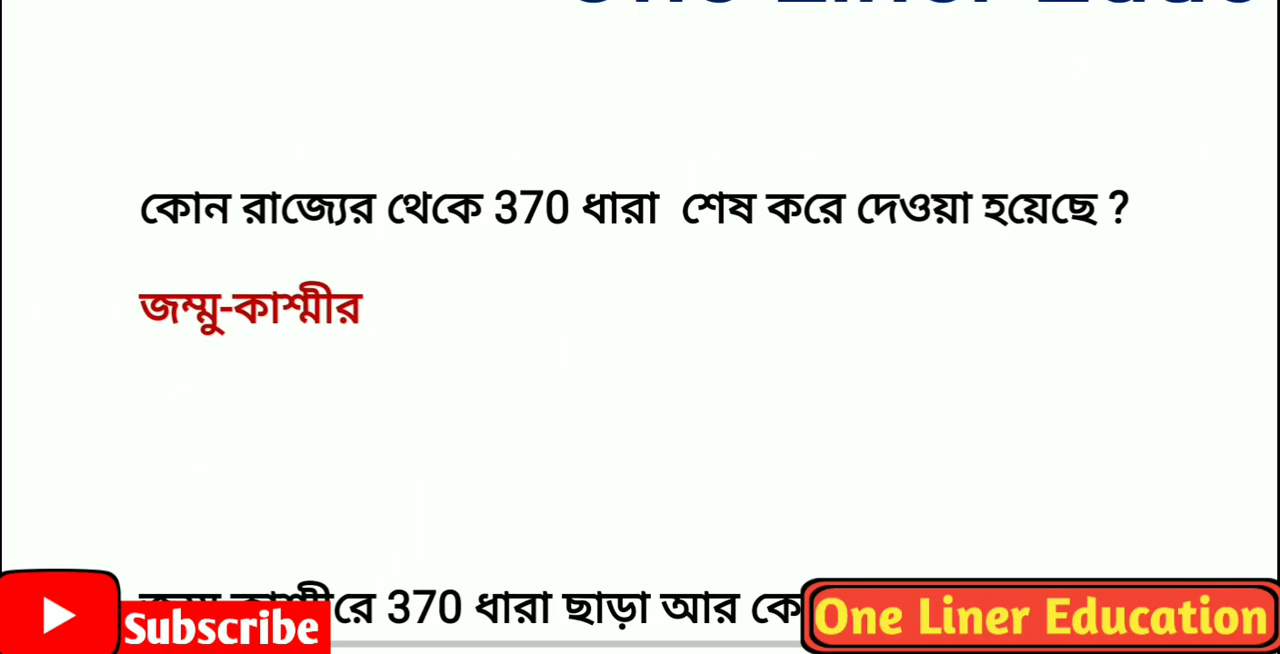 কোন রাজ্যের থেকে 370 ধারা শেষ করে দেওয়া হয়েছে ?
জম্মু-কাশ্মীর
রে 370 ধারা ছাড়া আর কে
Subscribe
One Liner Education